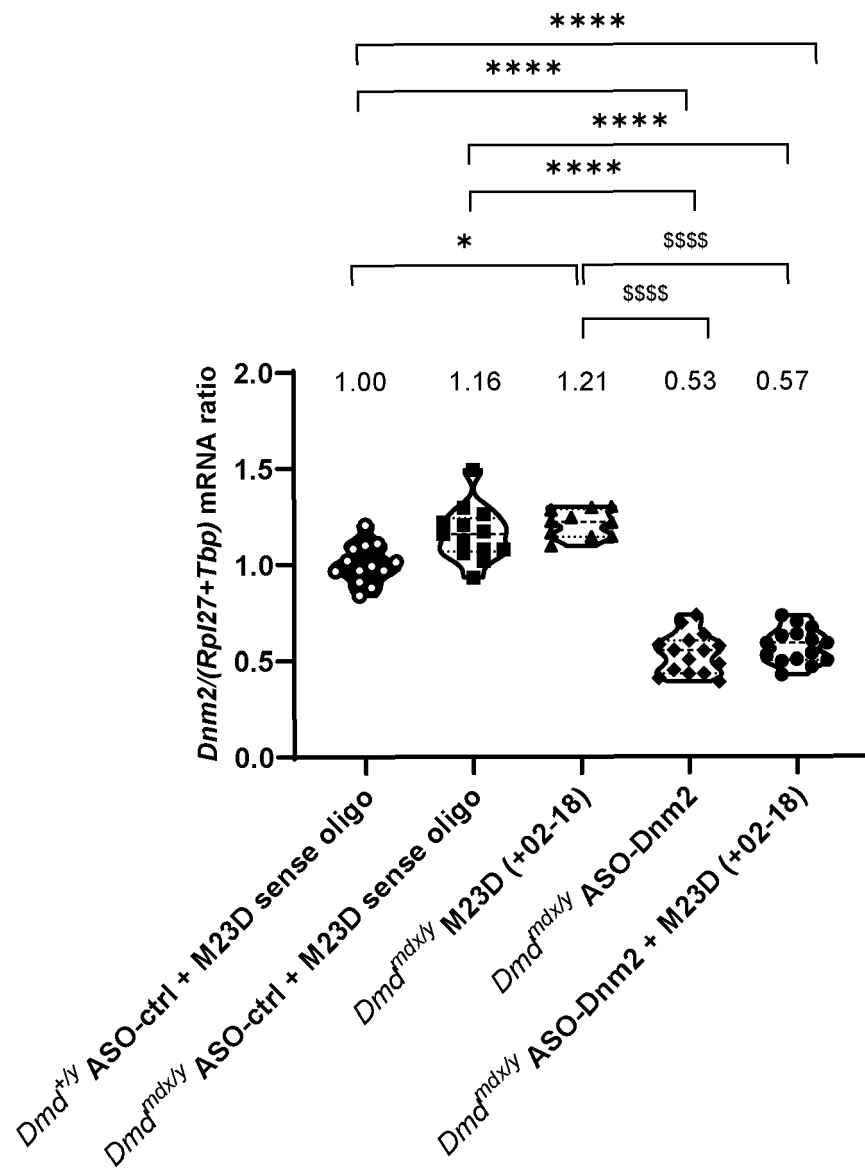 ****
****
****
****
* $$$$
$$$$
Dnm2/(Rpl27+Tbp) mRNA ratio
2.0
1.5
1.0
0.5
0.0
1.00 1.16 1.21 0.53 0.57
Dmd+/y ASO-ctrl + M23D sense oligo
Dmdmdx/y ASO-ctrl + M23D sense oligo
Dmdmdx/y M23D (+02-18)
Dmdmdx/y ASO-Dnm2
Dmdmdx/y ASO-Dnm2 + M23D (+02-18)